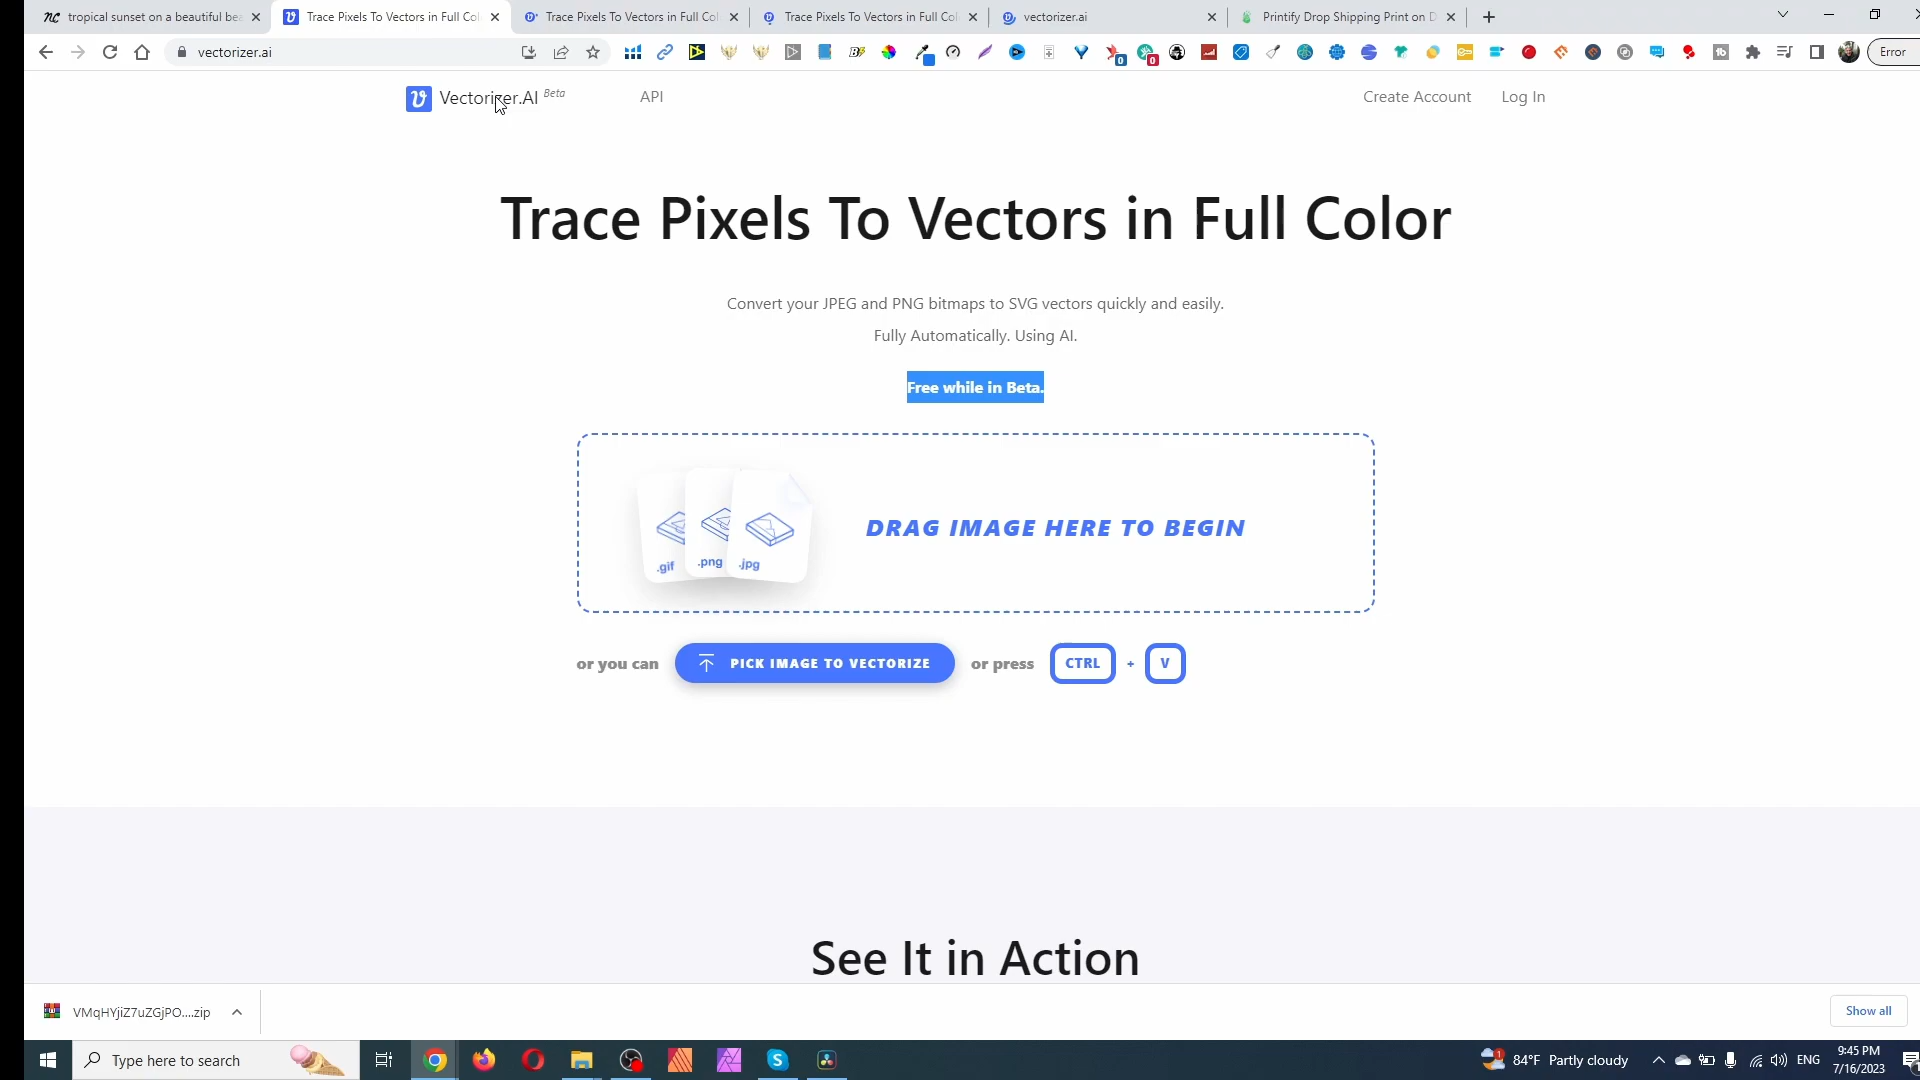 tropical sunset on a beautiful bea
Trace Pixels To Vectors in Full Col
Trace Pixels To Vectors in Full Col
Trace Pixels To Vectors in Full Col
vectorizer.ai
Printify Drop Shipping Print on D
vectorizer.ai
0
0
Error
Vectorizer.AI Beta
API
Create Account
Log In
Trace Pixels To Vectors in Full Color
Convert your JPEG and PNG bitmaps to SVG vectors quickly and easily.
Fully Automatically. Using AI.
Free while in Beta.
.gif
.png
.jpg
DRAG IMAGE HERE TO BEGIN
or you can
PICK IMAGE TO VECTORIZE
or press
CTRL
+
V
See It in Action
VMqHYjiZ7uZGjPO....zip
Show all
Type here to search
1
84°F Partly cloudy
ENG
9:45 PM
7/16/2023